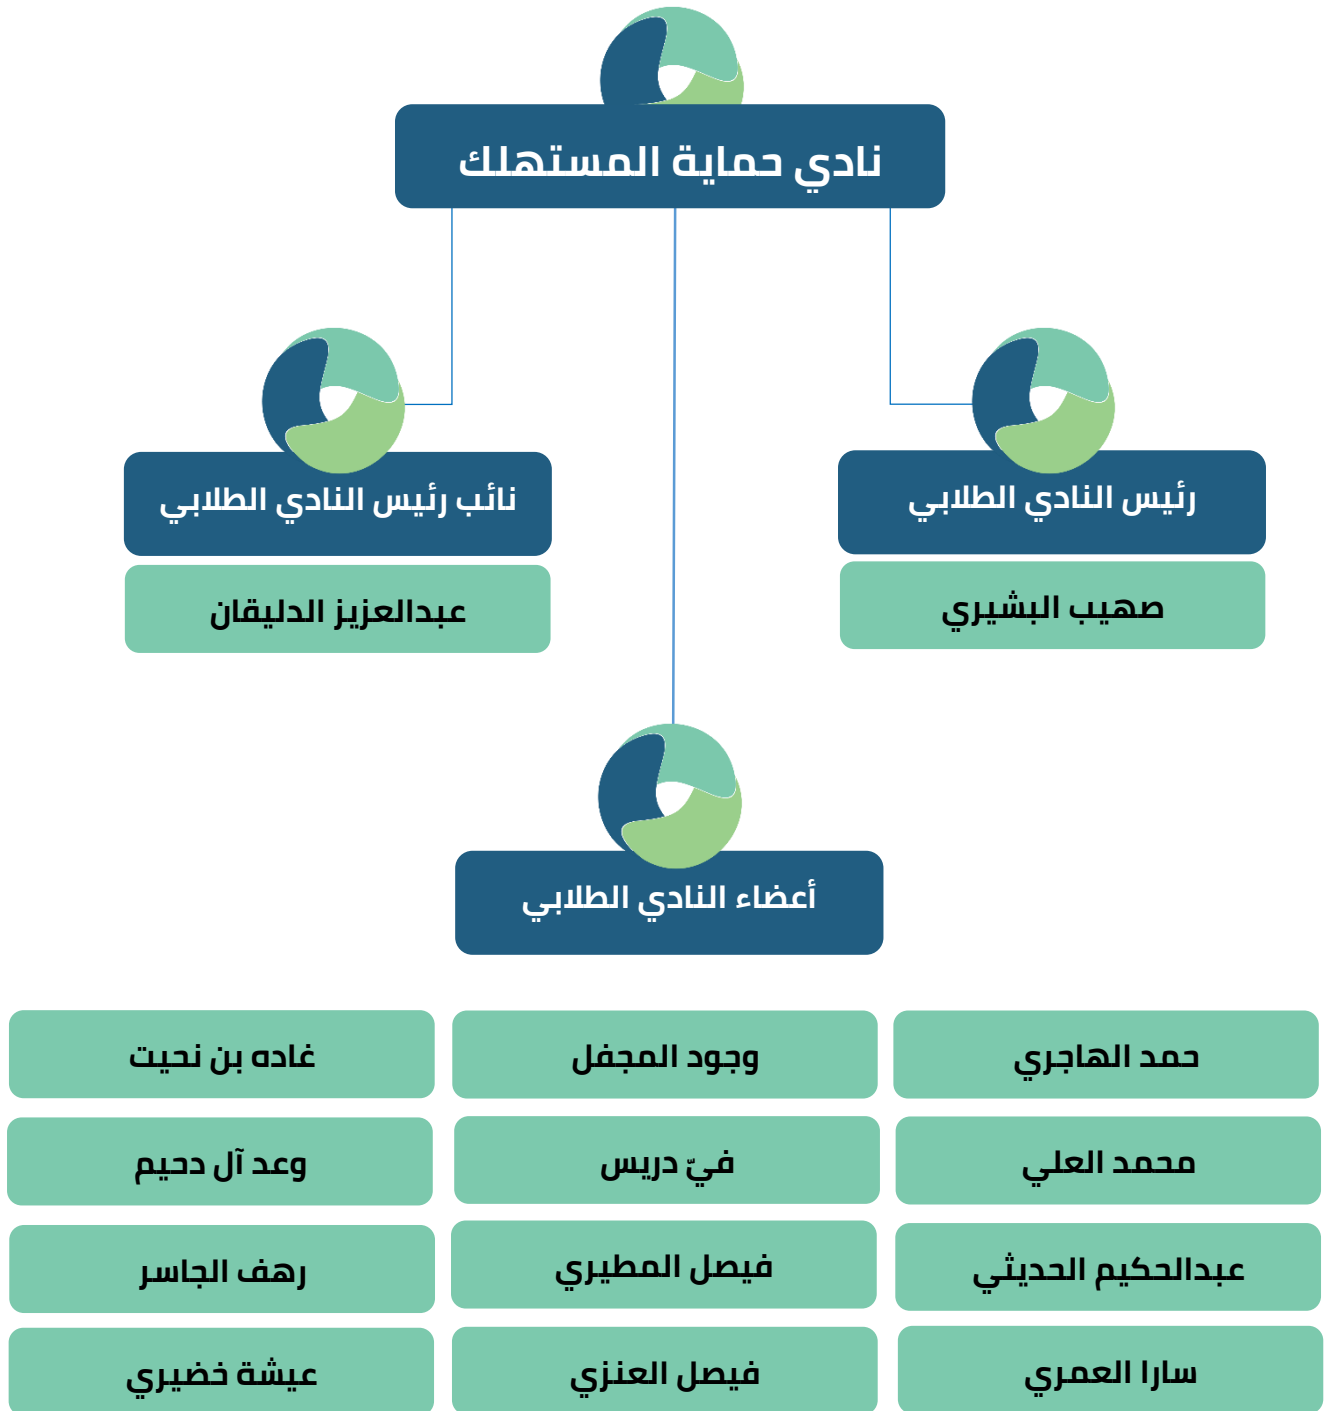 نادي حماية المستهلك
رئيس النادي الطلابي
صهيب البشيري
نائب رئيس النادي الطلابي
عبدالعزيز الدليقان
أعضاء النادي الطلابي
حمد الهاجري
وجود المجفل
غاده بن نحيت
محمد العلي
فيّ دريس
وعد آل دحيم
عبدالحكيم الحديثي
فيصل المطيري
رهف الجاسر
سارا العمري
فيصل العنزي
عيشة خضيري